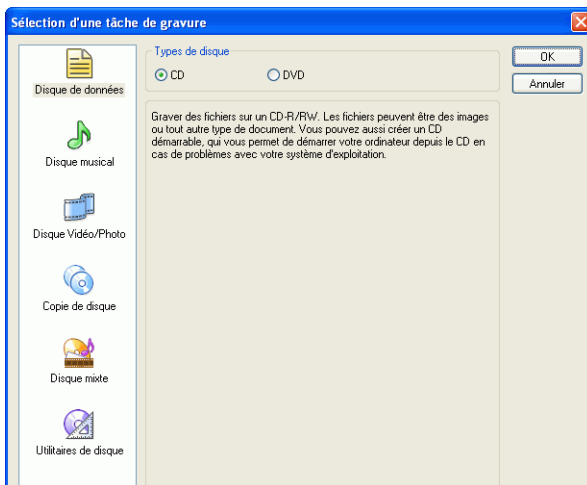 Sélection d'une tâche de gravure
Disque de données
Disque musical
Disque Vidéo/Photo
Copie de disque
Disque mixte
Utilitaires de disque
Types de disque
CD
DVD
Graver des fichiers sur un CD-R/RW. Les fichiers peuvent être des images
ou tout autre type de document. Vous pouvez aussi créer un CD
démarrable, qui vous permet de démarrer votre ordinateur depuis le CD en
cas de problèmes avec votre système d'exploitation.
OK
Annuler